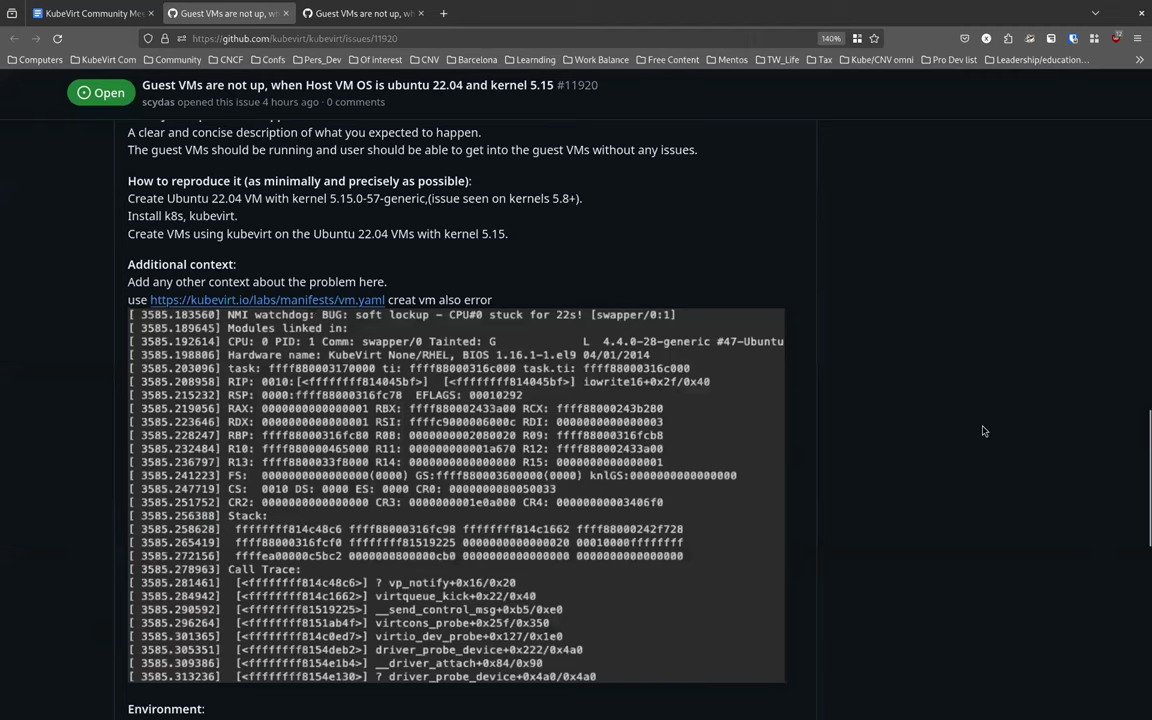 KubeVirt Community Mee
Guest VMs are not up, wh
Guest VMs are not up, wh
https://github.com/kubevirt/kubevirt/issues/11920
140%
Computers
KubeVirt Com
Community
CNCF
Confs
Pers_Dev
Of interest
CNV
Barcelona
Learnding
Work Balance
Free Content
Mentos
TW_Life
Tax
Kube/CNV omni
Pro Dev list
Leadership/education...
Open
Guest VMs are not up, when Host VM OS is ubuntu 22.04 and kernel 5.15 #11920
scydas opened this issue 4 hours ago · 0 comments
A clear and concise description of what you expected to happen.
The guest VMs should be running and user should be able to get into the guest VMs without any issues.
How to reproduce it (as minimally and precisely as possible):
Create Ubuntu 22.04 VM with kernel 5.15.0-57-generic,(issue seen on kernels 5.8+).
Install k8s, kubevirt.
Create VMs using kubevirt on the Ubuntu 22.04 VMs with kernel 5.15.
Additional context:
Add any other context about the problem here.
use https://kubevirt.io/labs/manifests/vm.yaml creat vm also error
[ 3585.183560] NMI watchdog: BUG: soft lockup - CPU#0 stuck for 22s! [swapper/0:1]
[ 3585.189645] Modules linked in:
[ 3585.192614] CPU: 0 PID: 1 Comm: swapper/0 Tainted: G L 4.4.0-28-generic #47-Ubuntu
[ 3585.198806] Hardware name: KubeVirt None/RHEL, BIOS 1.16.1-1.el9 04/01/2014
[ 3585.203096] task: ffff880003170000 ti: ffff88000316c000 task.ti: ffff88000316c000
[ 3585.208958] RIP: 0010:[<ffffffff814045bf>] [<ffffffff814045bf>] iowrite16+0x2f/0x40
[ 3585.215232] RSP: 0000:ffff88000316fc78 EFLAGS: 00010292
[ 3585.219056] RAX: 0000000000000001 RBX: ffff880002433a00 RCX: ffff88000243b280
[ 3585.223646] RDX: 0000000000000001 RSI: ffffc9000006000c RDI: 0000000000000003
[ 3585.228247] RBP: ffff88000316fc80 R08: 0000000002080020 R09: ffff88000316fcb8
[ 3585.232484] R10: ffff880000465000 R11: 000000000001a670 R12: ffff880002433a00
[ 3585.236797] R13: ffff8800033f8000 R14: 0000000000000000 R15: 0000000000000001
[ 3585.241223] FS: 0000000000000000(0000) GS:ffff880003600000(0000) knlGS:0000000000000000
[ 3585.247719] CS: 0010 DS: 0000 ES: 0000 CR0: 0000000080050033
[ 3585.251752] CR2: 0000000000000000 CR3: 0000000001e0a000 CR4: 00000000003406f0
[ 3585.256388] Stack:
[ 3585.258628] ffffffff814c48c6 ffff88000316fc98 ffffffff814c1662 ffff88000242f728
[ 3585.265419] ffff88000316fcf0 ffffffff81519225 0000000000000020 00010000ffffffff
[ 3585.272156] ffffea00000c5bc2 0000000800000cb0 0000000000000000 0000000000000000
[ 3585.278963] Call Trace:
[ 3585.281461] [<ffffffff814c48c6>] ? vp_notify+0x16/0x20
[ 3585.284942] [<ffffffff814c1662>] virtqueue_kick+0x22/0x40
[ 3585.290592] [<ffffffff81519225>] __send_control_msg+0xb5/0xe0
[ 3585.296264] [<ffffffff8151ab4f>] virtcons_probe+0x25f/0x350
[ 3585.301365] [<ffffffff814c0ed7>] virtio_dev_probe+0x127/0x1e0
[ 3585.305351] [<ffffffff8154deb2>] driver_probe_device+0x222/0x4a0
[ 3585.309386] [<ffffffff8154e1b4>] __driver_attach+0x84/0x90
[ 3585.313236] [<ffffffff8154e130>] ? driver_probe_device+0x4a0/0x4a0
Environment: